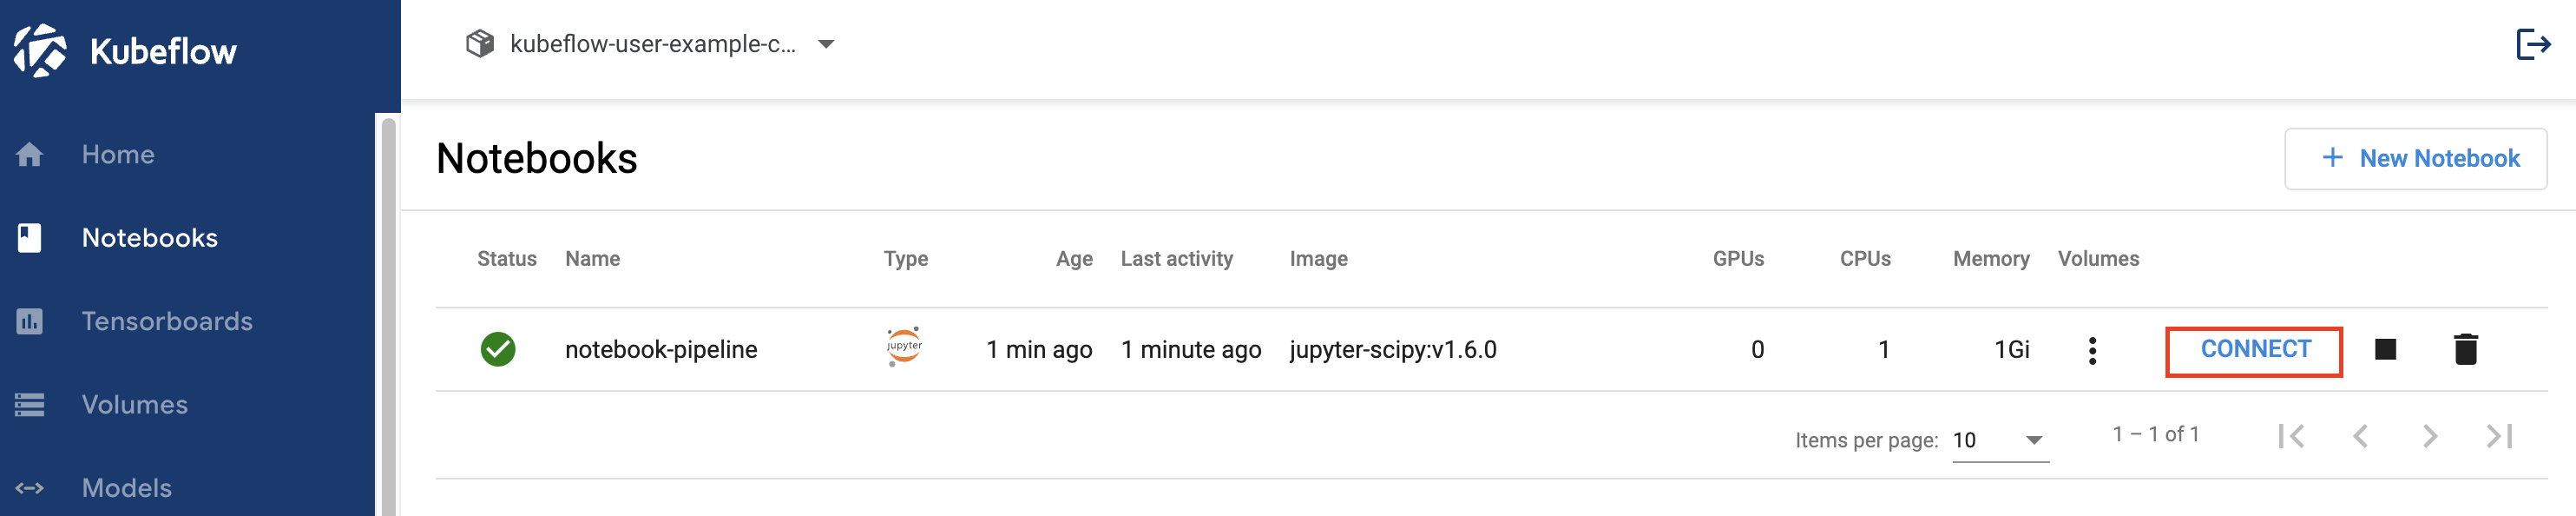 Kubeflow
kubeflow-user-example-c...
Home
Notebooks
Tensorboards
Volumes
Models
Notebooks
New Notebook
Status Name Type Age Last activity Image GPUs CPUs Memory Volumes
notebook-pipeline jupyter 1 min ago 1 minute ago jupyter-scipy:v1.6.0 0 1 1Gi CONNECT
Items per page: 10 1 – 1 of 1